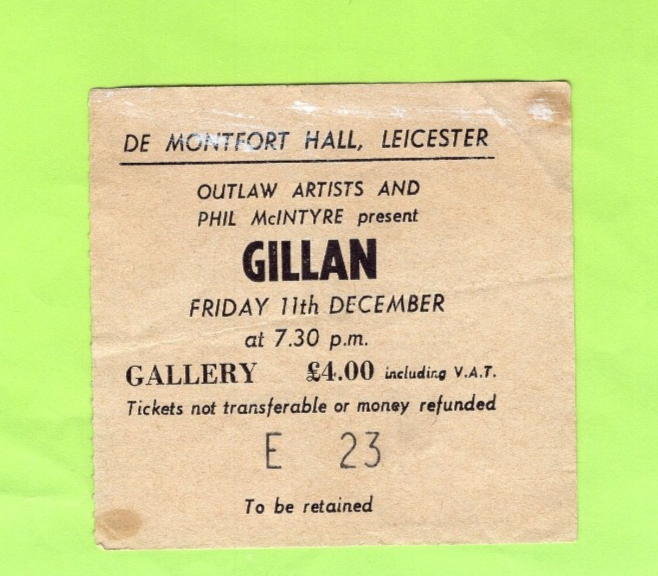 DE MONTFORT HALL, LEICESTER
OUTLAW ARTISTS AND
PHIL McINTYRE present
GILLAN
FRIDAY 11th DECEMBER
at 7.30 p.m.
GALLERY £4.00 including V.A.T.
Tickets not transferable or money refunded
E 23
To be retained